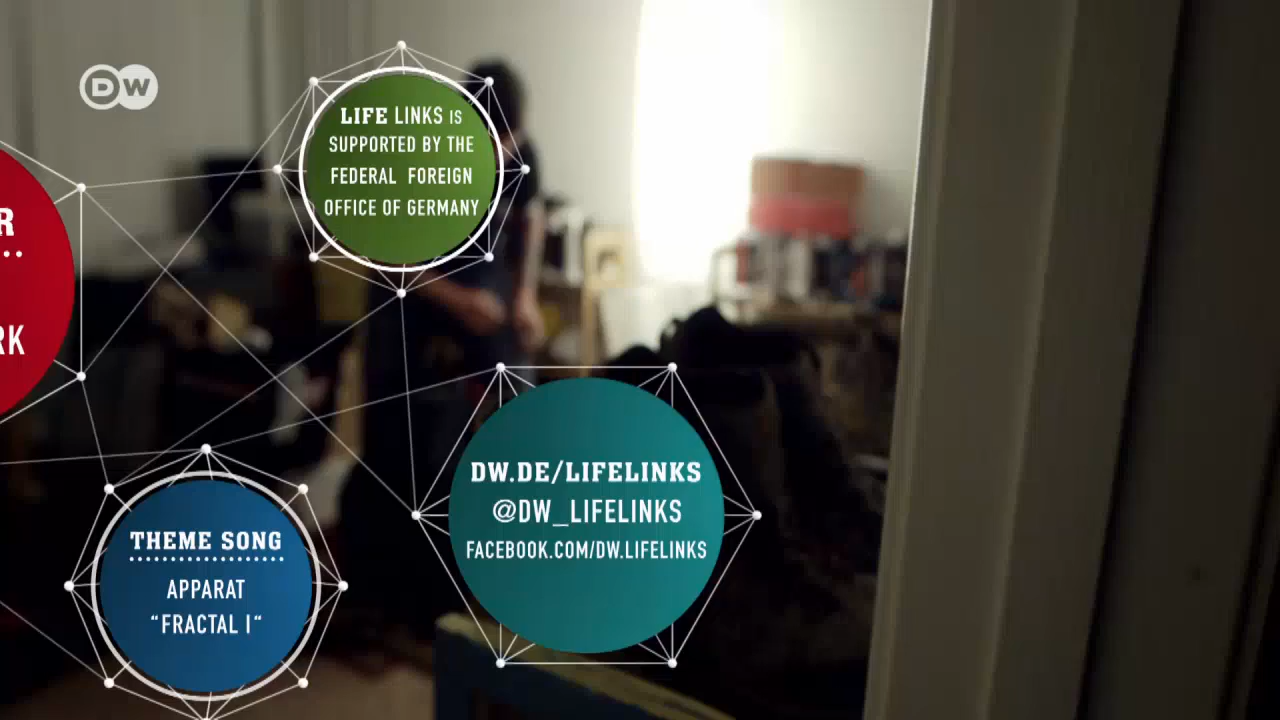 DW
LIFE LINKS IS
SUPPORTED BY THE
FEDERAL FOREIGN
OFFICE OF GERMANY
DW.DE/LIFELINKS
@DW_LIFELINKS
FACEBOOK.COM/DW.LIFELINKS
THEME SONG
APPARAT
“FRACTAL I“